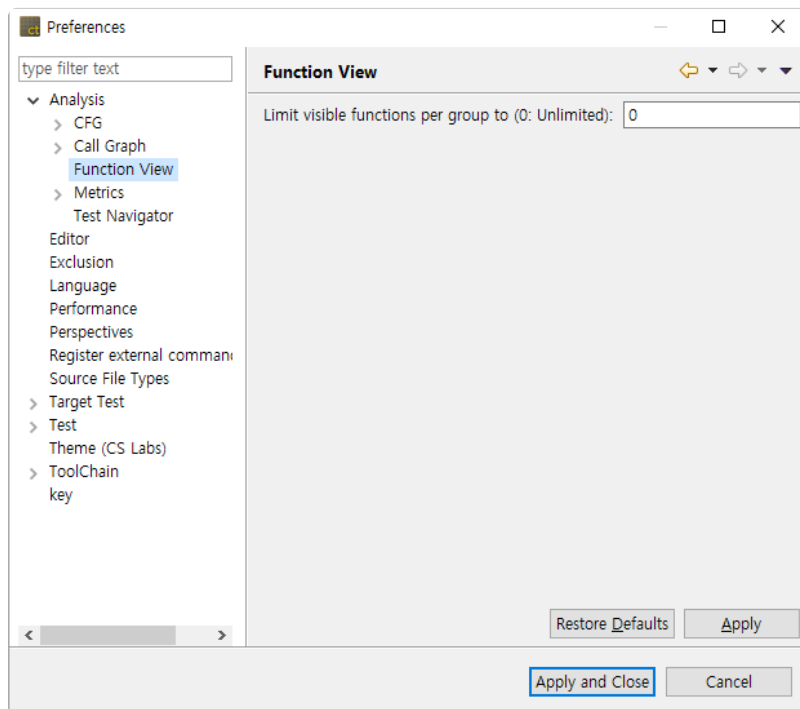 ct Preferences
type filter text
Function View
Limit visible functions per group to (0: Unlimited): 0
Analysis
CFG
Call Graph
Function View
Metrics
Test Navigator
Editor
Exclusion
Language
Performance
Perspectives
Register external comman
Source File Types
Target Test
Test
Theme (CS Labs)
ToolChain
key
Restore Defaults Apply
Apply and Close Cancel